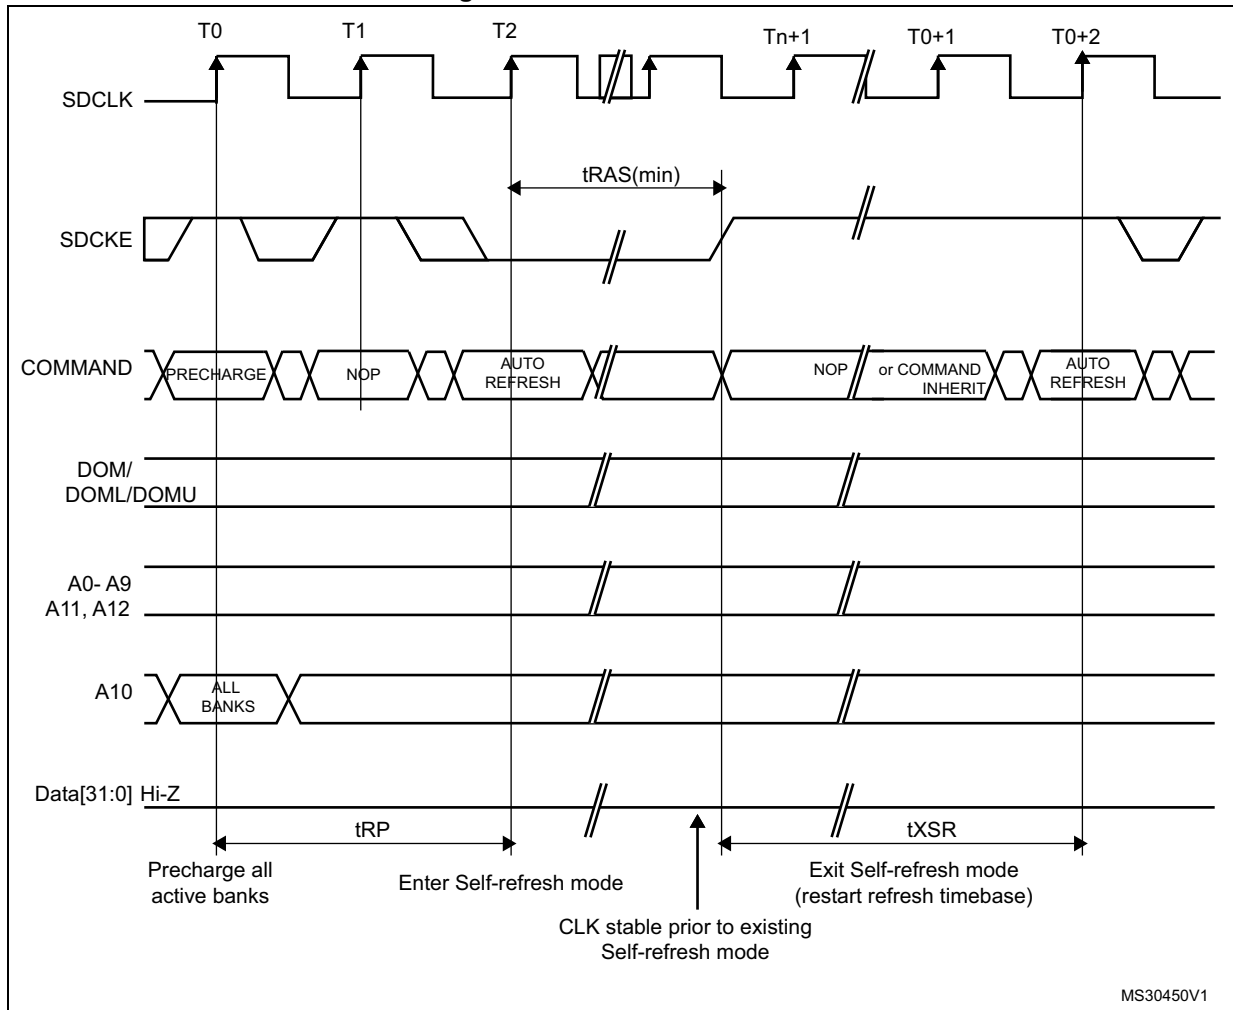 T0 T1 T2 Tn+1 T0+1 T0+2
SDCLK
tRAS(min)
SDCKE
COMMAND PRECHARGE NOP AUTO REFRESH NOP or COMMAND INHERIT AUTO REFRESH
DOM/
DOML/DOMU
A0- A9
A11, A12
A10 ALL BANKS
Data[31:0] Hi-Z
tRP tXSR
Precharge all
active banks
Enter Self-refresh mode
Exit Self-refresh mode
(restart refresh timebase)
CLK stable prior to existing
Self-refresh mode
MS30450V1